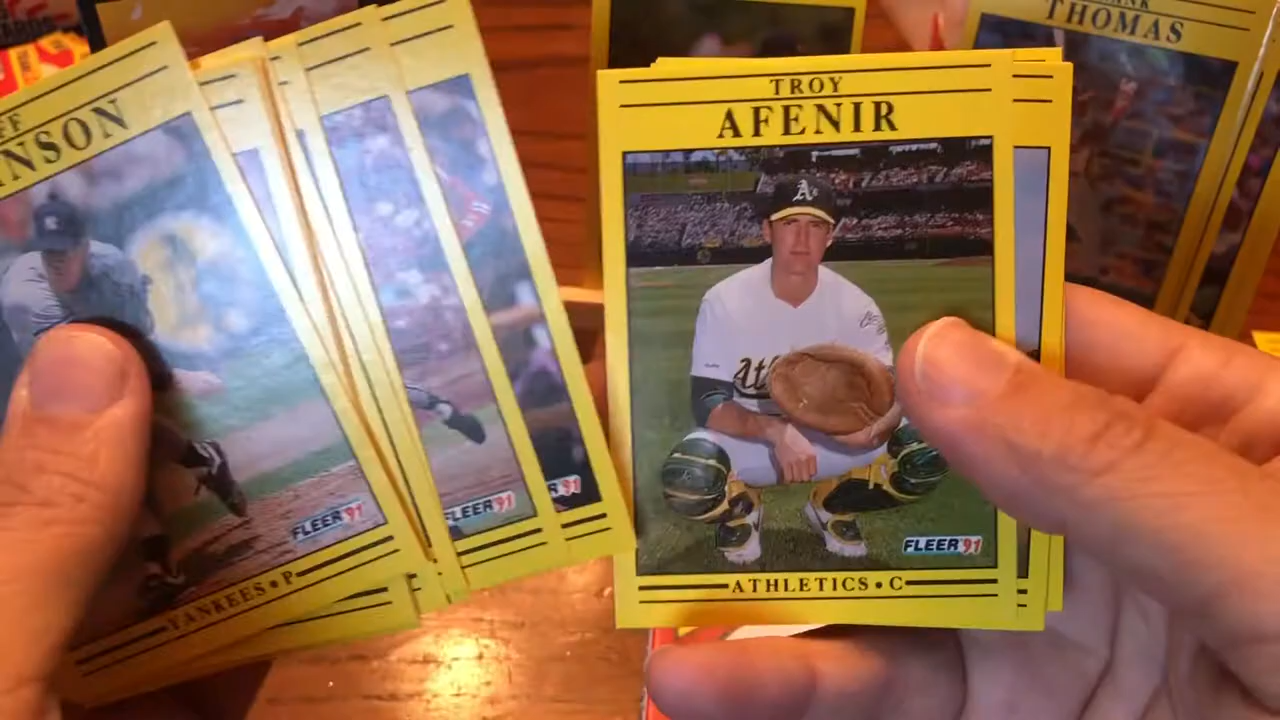 FF
NSON
FLEER'91
YANKEES • P
FLEER'91
'91
TROY
AFENIR
A's
FLEER'91
ATHLETICS • C
THOMAS